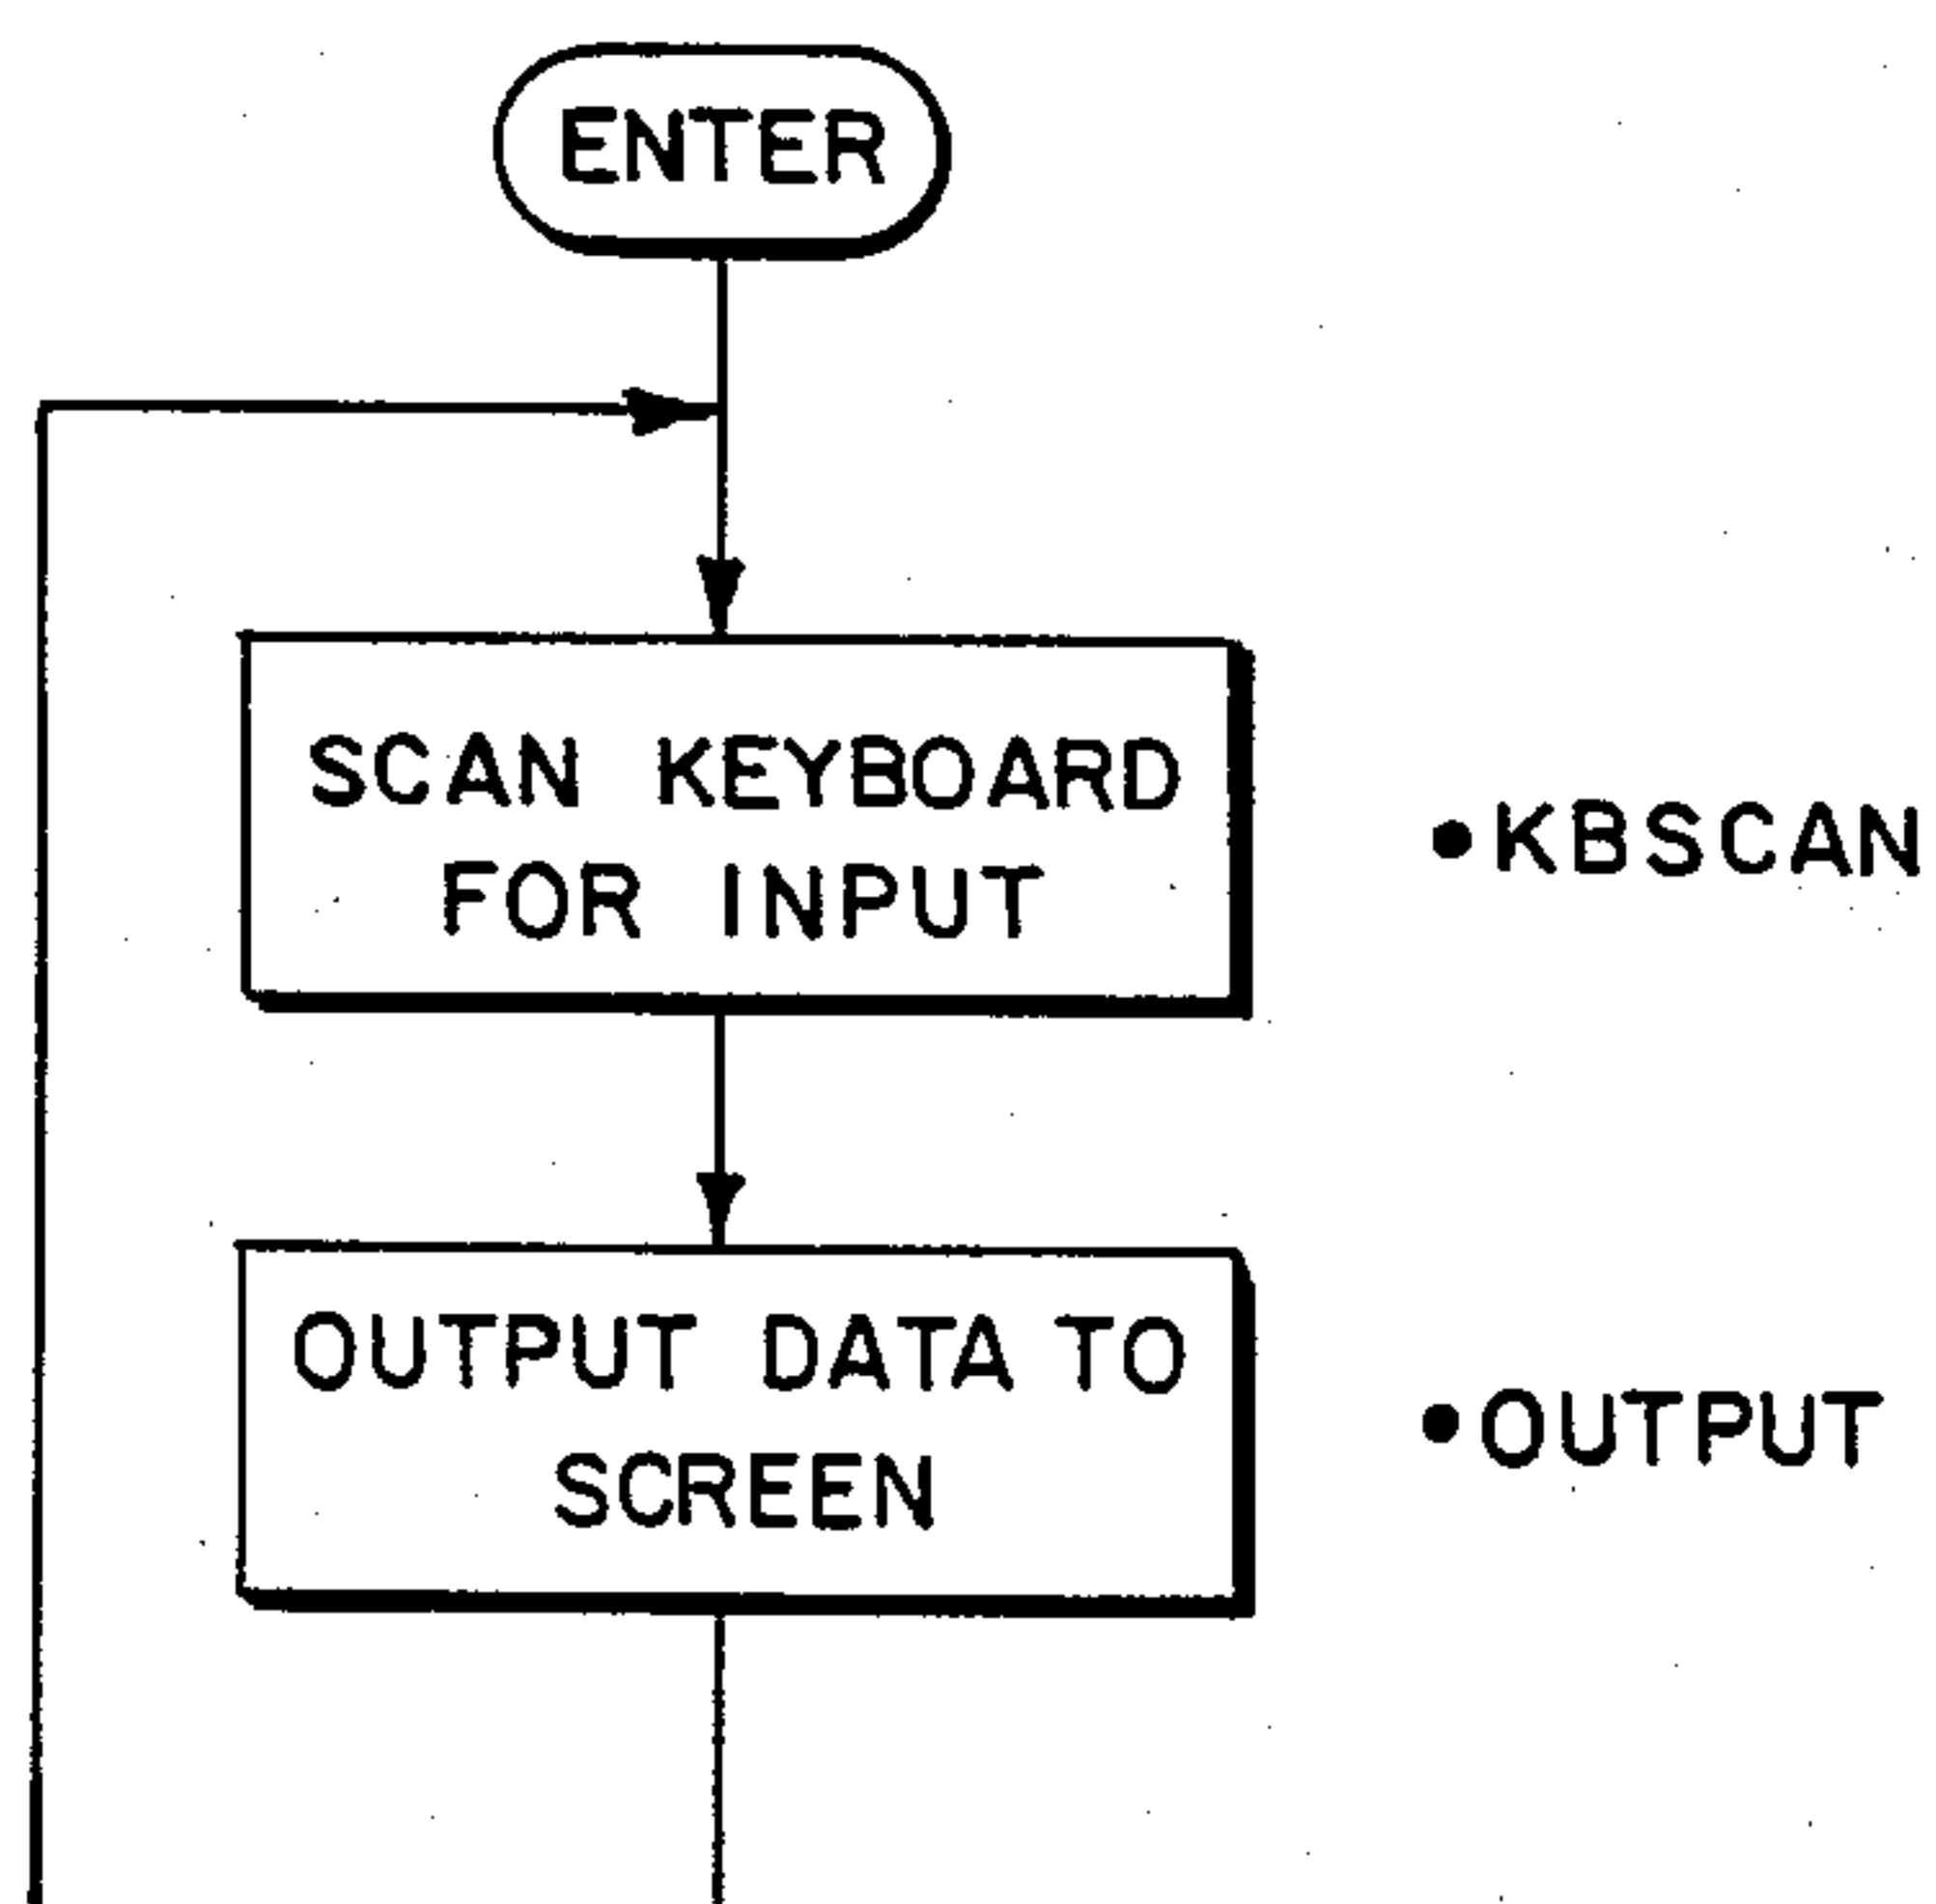 ENTER
SCAN KEYBOARD
FOR INPUT
•KBSCAN
OUTPUT DATA TO
SCREEN
•OUTPUT